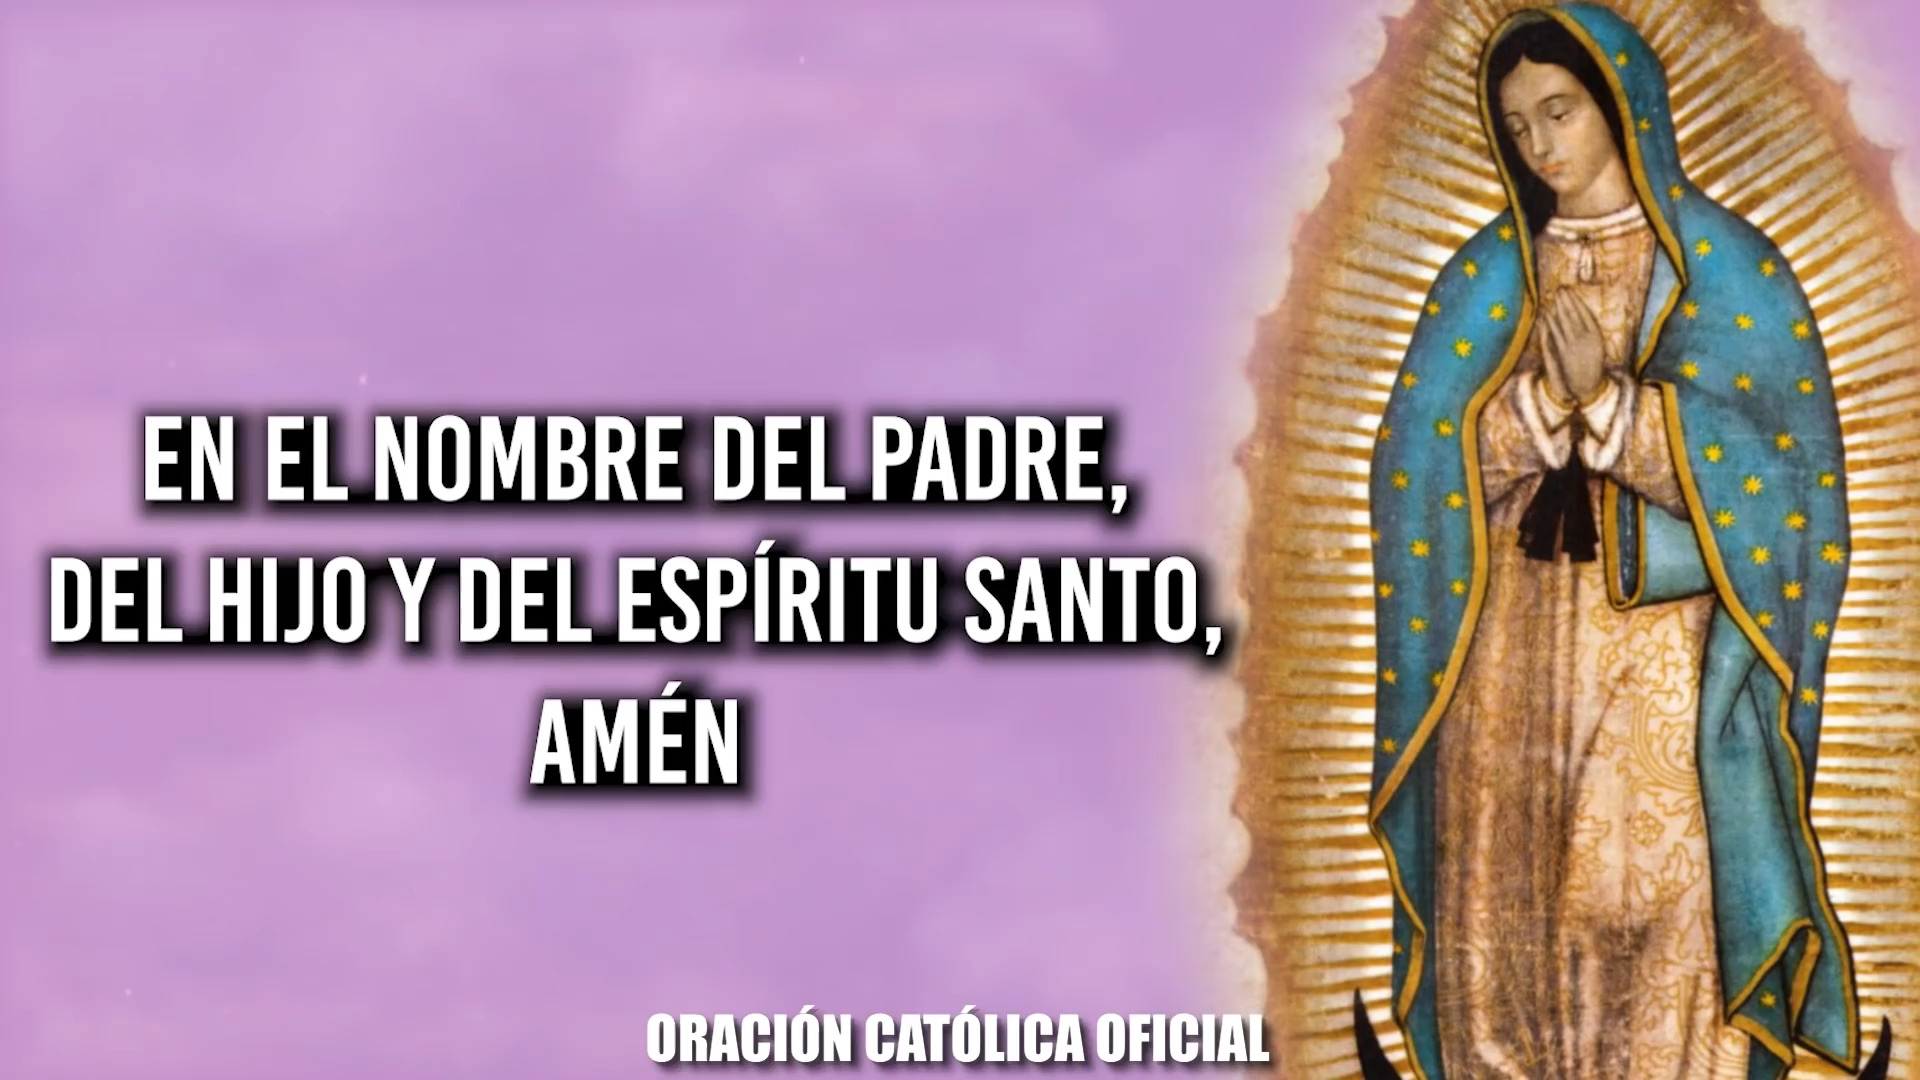 EN EL NOMBRE DEL PADRE,
DEL HIJO Y DEL ESPÍRITU SANTO,
AMÉN
ORACIÓN CATÓLICA OFICIAL